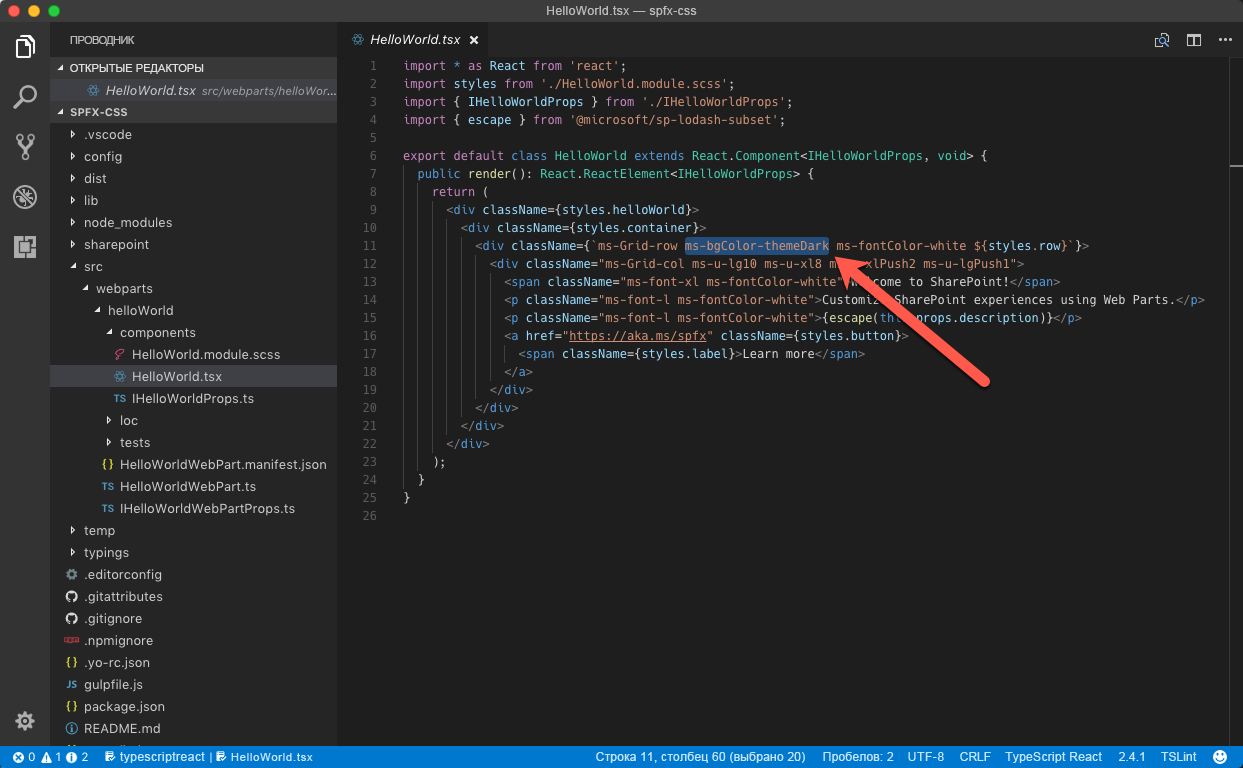 HelloWorld.tsx — spfx-css
ПРОВОДНИК
ОТКРЫТЫЕ РЕДАКТОРЫ
HelloWorld.tsx src/webparts/helloWor...
SPFX-CSS
.vscode
config
dist
lib
node_modules
sharepoint
src
webparts
helloWorld
components
HelloWorld.module.scss
HelloWorld.tsx
TS IHelloWorldProps.ts
loc
tests
{} HelloWorldWebPart.manifest.json
TS HelloWorldWebPart.ts
TS IHelloWorldWebPartProps.ts
temp
typings
.editorconfig
.gitattributes
.gitignore
.npmignore
{} .yo-rc.json
JS gulpfile.js
{} package.json
README.md
HelloWorld.tsx
1 import * as React from 'react';
2 import styles from './HelloWorld.module.scss';
3 import { IHelloWorldProps } from './IHelloWorldProps';
4 import { escape } from '@microsoft/sp-lodash-subset';
5
6 export default class HelloWorld extends React.Component<IHelloWorldProps, void> {
7 public render(): React.ReactElement<IHelloWorldProps> {
8 return (
9 <div className={styles.helloWorld}>
10 <div className={styles.container}>
11 <div className={`ms-Grid-row ms-bgColor-themeDark ms-fontColor-white ${styles.row}`}>
12 <div className="ms-Grid-col ms-u-lg10 ms-u-xl8 ms-u-xlPush2 ms-u-lgPush1">
13 <span className="ms-font-xl ms-fontColor-white">Welcome to SharePoint!</span>
14 <p className="ms-font-l ms-fontColor-white">Customize SharePoint experiences using Web Parts.</p>
15 <p className="ms-font-l ms-fontColor-white">{escape(this.props.description)}</p>
16 <a href="https://aka.ms/spfx" className={styles.button}>
17 <span className={styles.label}>Learn more</span>
18 </a>
19 </div>
20 </div>
21 </div>
22 </div>
23 );
24 }
25 }
26
0 1 2 typescriptreact | HelloWorld.tsx Строка 11, столбец 60 (выбрано 20) Пробелов: 2 UTF-8 CRLF TypeScript React 2.4.1 TSLint